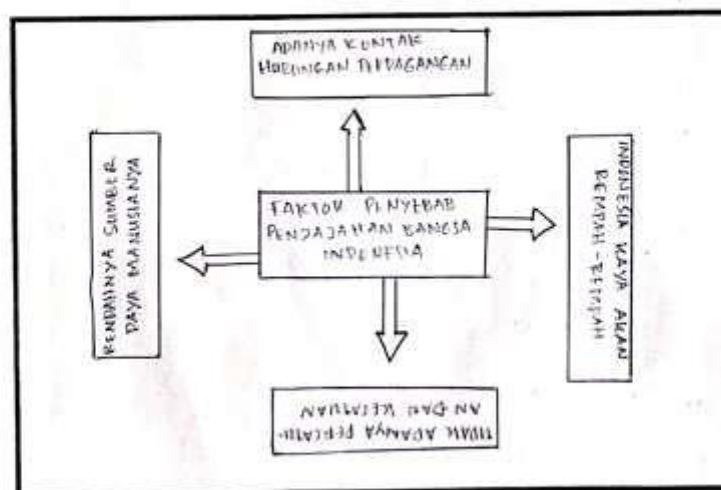 ADANYA KONTAK
HUBUNGAN PERDAGANGAN
RENDAHNYA SUMBER
DAYA MANUSIANYA
FAKTOR PENYEBAB
PENJAJAHAN BANGSA
INDONESIA
INDONESIA KAYA AKAN
REMPAH-REMPAH
TIDAK ADANYA PERSATU-
AN DAN KESATUAN